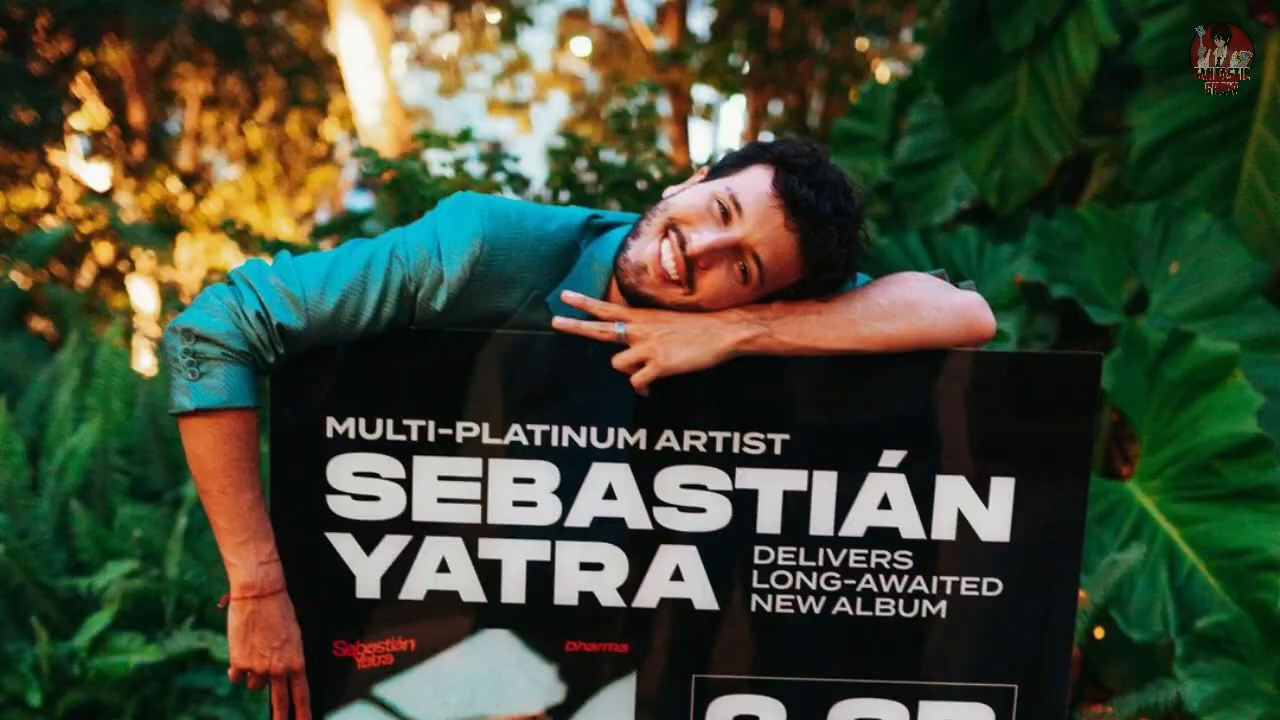 MULTI-PLATINUM ARTIST
SEBASTIÁN
YATRA
DELIVERS
LONG-AWAITED
NEW ALBUM
Sebastián
Yatra
Dharma